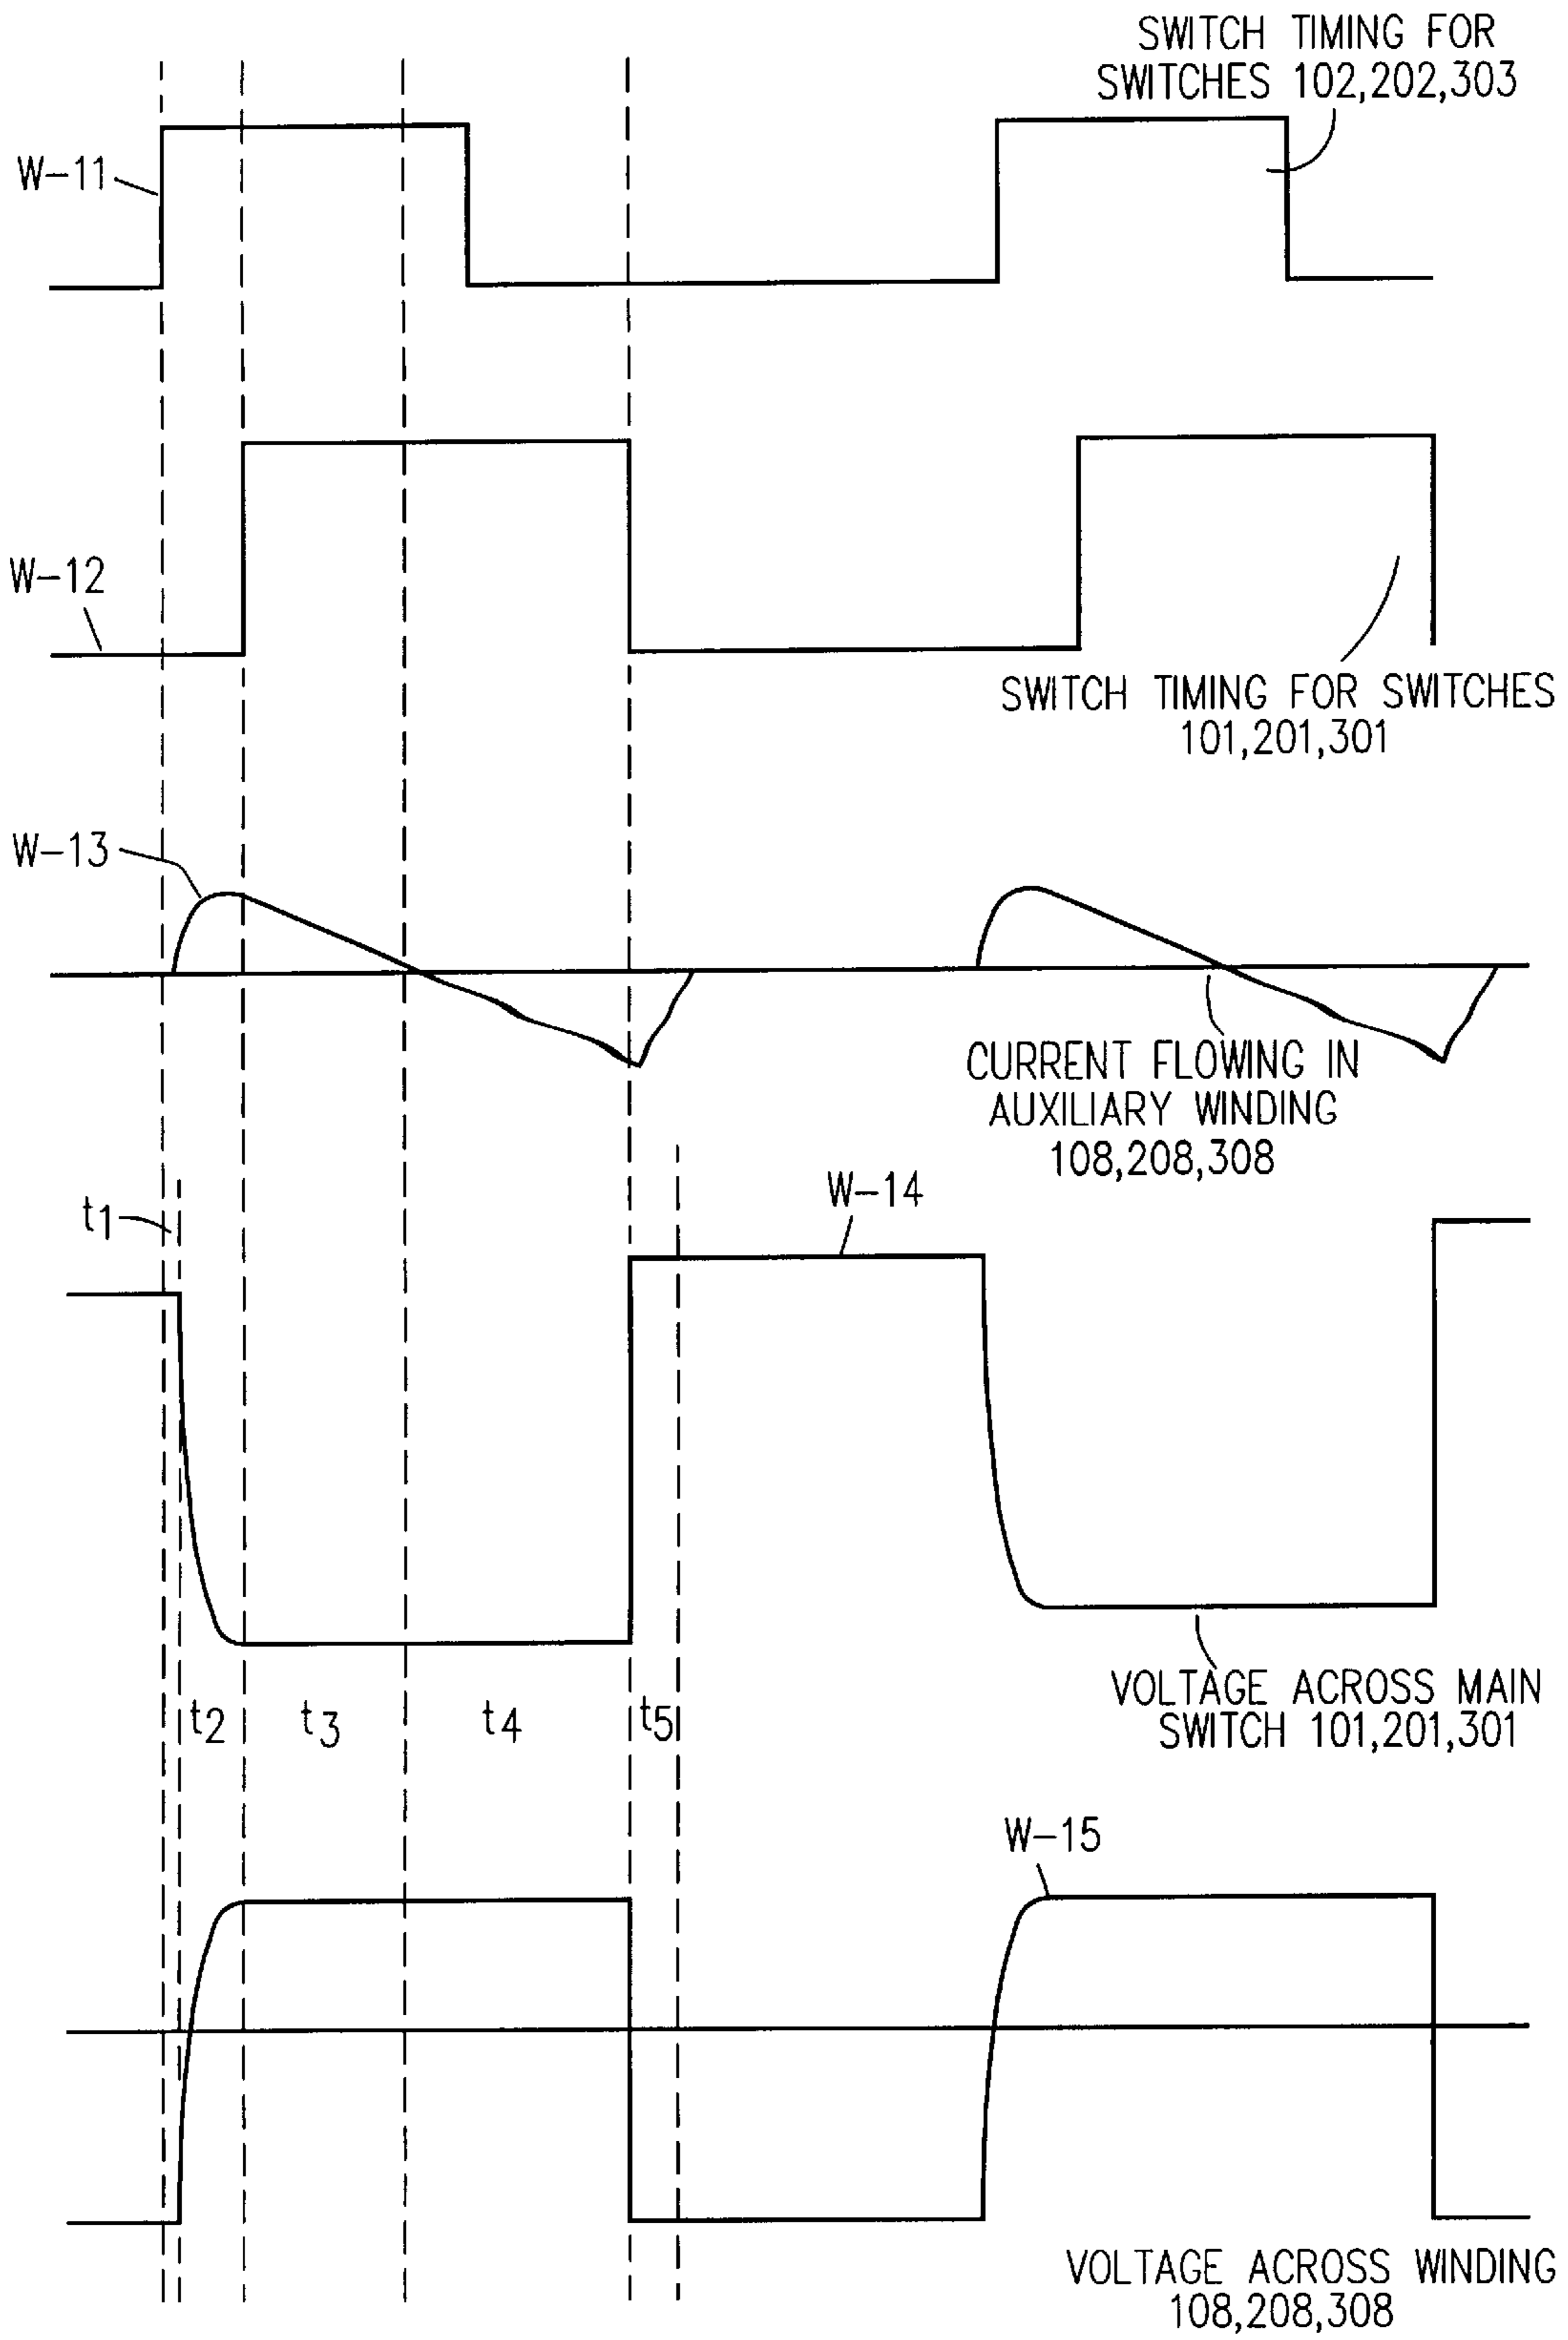 SWITCH TIMING FOR
SWITCHES 102,202,303
W-11
W-12
SWITCH TIMING FOR SWITCHES
101,201,301
W-13
CURRENT FLOWING IN
AUXILIARY WINDING
108,208,308
t1
W-14
t2
t3
t4
t5
VOLTAGE ACROSS MAIN
SWITCH 101,201,301
W-15
VOLTAGE ACROSS WINDING
108,208,308